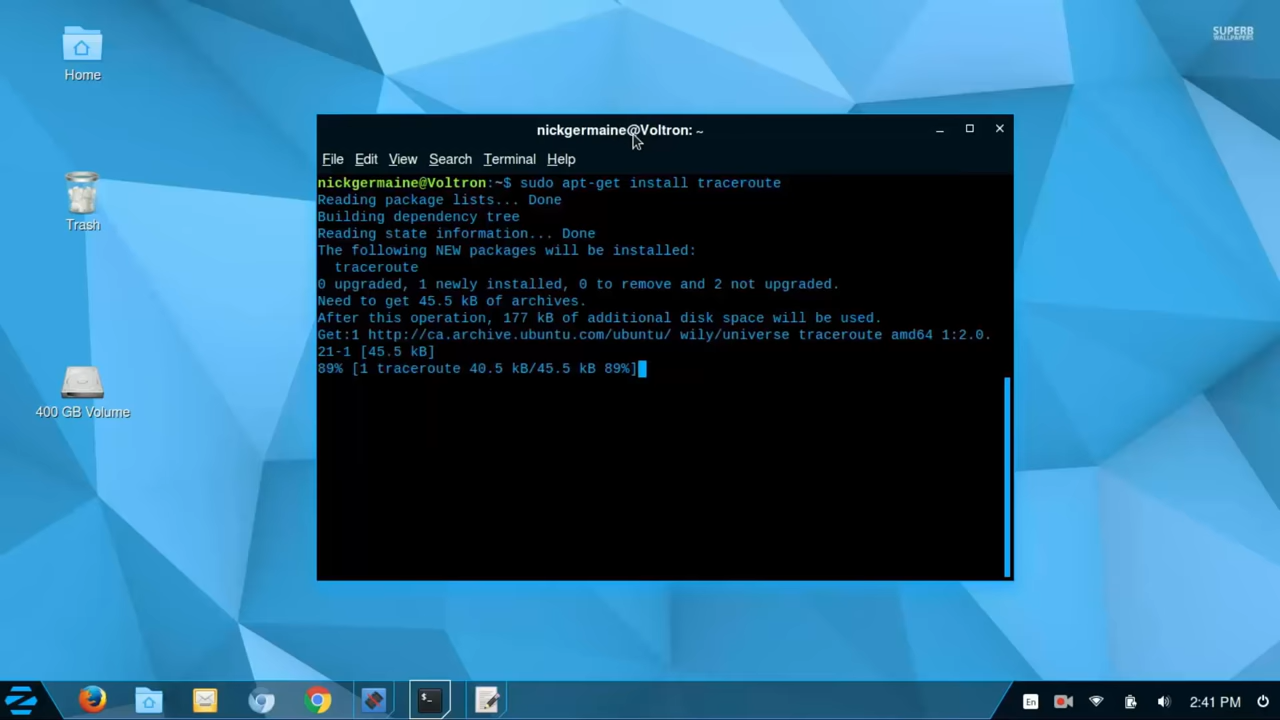 SUPERB
WALLPAPERS
Home
Trash
400 GB Volume
nickgermaine@Voltron: ~
File Edit View Search Terminal Help
nickgermaine@Voltron:~$ sudo apt-get install traceroute
Reading package lists... Done
Building dependency tree
Reading state information... Done
The following NEW packages will be installed:
traceroute
0 upgraded, 1 newly installed, 0 to remove and 2 not upgraded.
Need to get 45.5 kB of archives.
After this operation, 177 kB of additional disk space will be used.
Get:1 http://ca.archive.ubuntu.com/ubuntu/ wily/universe traceroute amd64 1:2.0.
21-1 [45.5 kB]
89% [1 traceroute 40.5 kB/45.5 kB 89%]
$_
En
2:41 PM